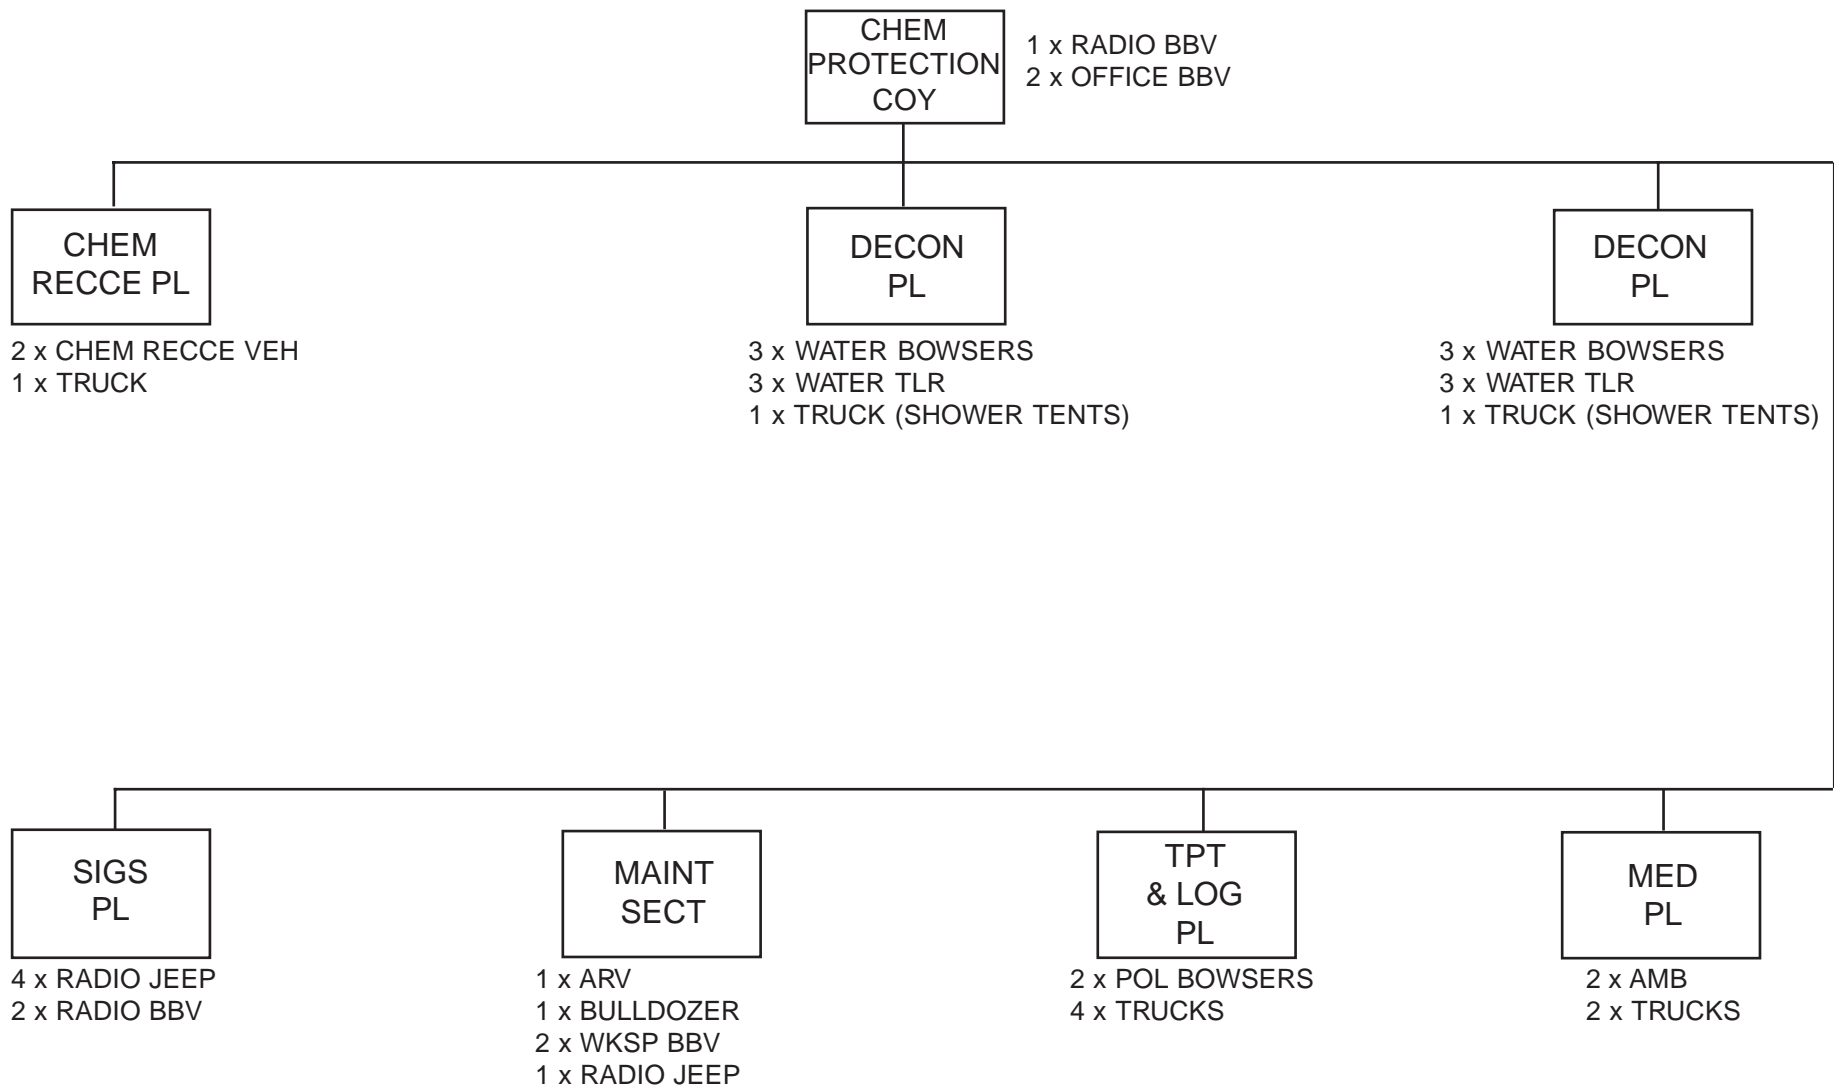 CHEM
PROTECTION
COY
1 x RADIO BBV
2 x OFFICE BBV
CHEM
RECCE PL
2 x CHEM RECCE VEH
1 x TRUCK
DECON
PL
3 x WATER BOWSERS
3 x WATER TLR
1 x TRUCK (SHOWER TENTS)
DECON
PL
3 x WATER BOWSERS
3 x WATER TLR
1 x TRUCK (SHOWER TENTS)
SIGS
PL
4 x RADIO JEEP
2 x RADIO BBV
MAINT
SECT
1 x ARV
1 x BULLDOZER
2 x WKSP BBV
1 x RADIO JEEP
TPT
& LOG
PL
2 x POL BOWSERS
4 x TRUCKS
MED
PL
2 x AMB
2 x TRUCKS